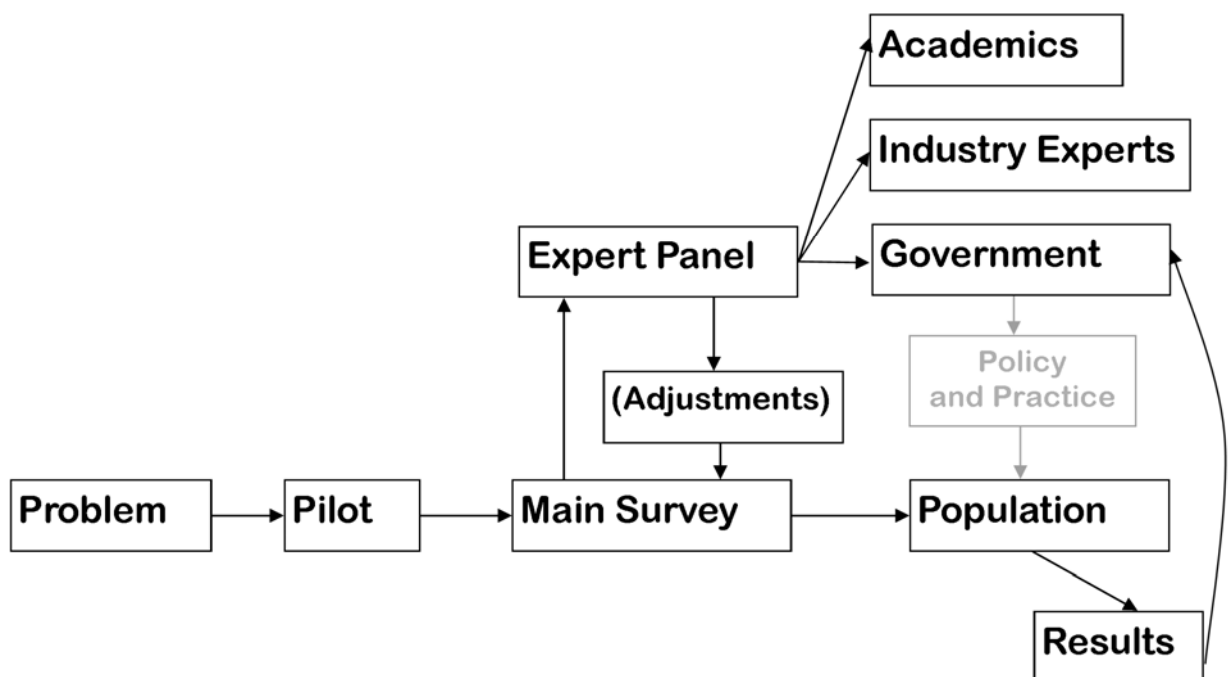 Academics
Industry Experts
Expert Panel
Government
(Adjustments)
Policy
and Practice
Problem
Pilot
Main Survey
Population
Results